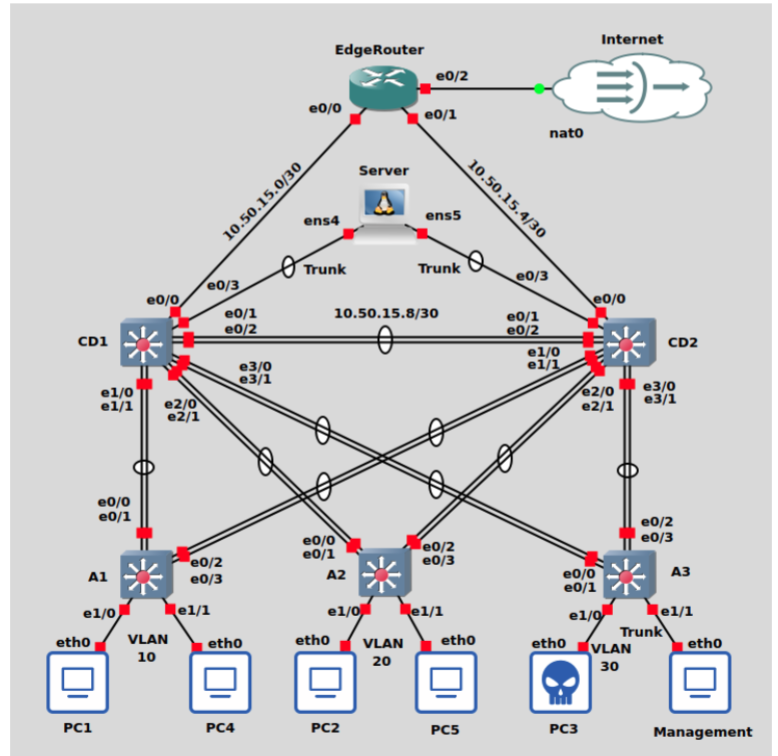 Internet
EdgeRouter
e0/2
e0/0
e0/1
nat0
Server
10.50.15.0/30
10.50.15.4/30
ens4
ens5
e0/3
Trunk
Trunk
e0/3
e0/0
e0/0
e0/1
e0/2
10.50.15.8/30
e0/1
e0/2
CD1
CD2
e1/0
e1/1
e3/0
e3/1
e1/0
e1/1
e2/0
e2/1
e2/0
e2/1
e3/0
e3/1
e0/0
e0/1
e0/2
e0/3
e0/0
e0/1
e0/2
e0/3
e0/2
e0/3
e0/0
e0/1
A1
A2
A3
e1/0
e1/1
e1/0
e1/1
e1/0
e1/1
eth0
VLAN
10
eth0
eth0
VLAN
20
eth0
eth0
VLAN
30
Trunk
eth0
PC1
PC4
PC2
PC5
PC3
Management